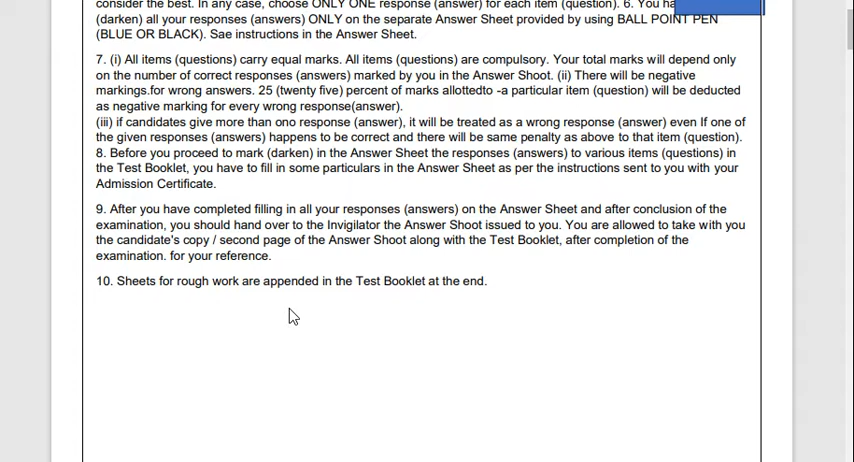 consider the best. In any case, choose ONLY ONE response (answer) for each item (question). 6. You ha
(darken) all your responses (answers) ONLY on the separate Answer Sheet provided by using BALL POINT PEN
(BLUE OR BLACK). Sae instructions in the Answer Sheet.
7. (i) All items (questions) carry equal marks. All items (questions) are compulsory. Your total marks will depend only
on the number of correct responses (answers) marked by you in the Answer Shoot. (ii) There will be negative
markings.for wrong answers. 25 (twenty five) percent of marks allottedto -a particular item (question) will be deducted
as negative marking for every wrong response(answer).
(iii) if candidates give more than ono response (answer), it will be treated as a wrong response (answer) even If one of
the given responses (answers) happens to be correct and there will be same penalty as above to that item (question).
8. Before you proceed to mark (darken) in the Answer Sheet the responses (answers) to various items (questions) in
the Test Booklet, you have to fill in some particulars in the Answer Sheet as per the instructions sent to you with your
Admission Certificate.
9. After you have completed filling in all your responses (answers) on the Answer Sheet and after conclusion of the
examination, you should hand over to the Invigilator the Answer Shoot issued to you. You are allowed to take with you
the candidate's copy / second page of the Answer Shoot along with the Test Booklet, after completion of the
examination. for your reference.
10. Sheets for rough work are appended in the Test Booklet at the end.